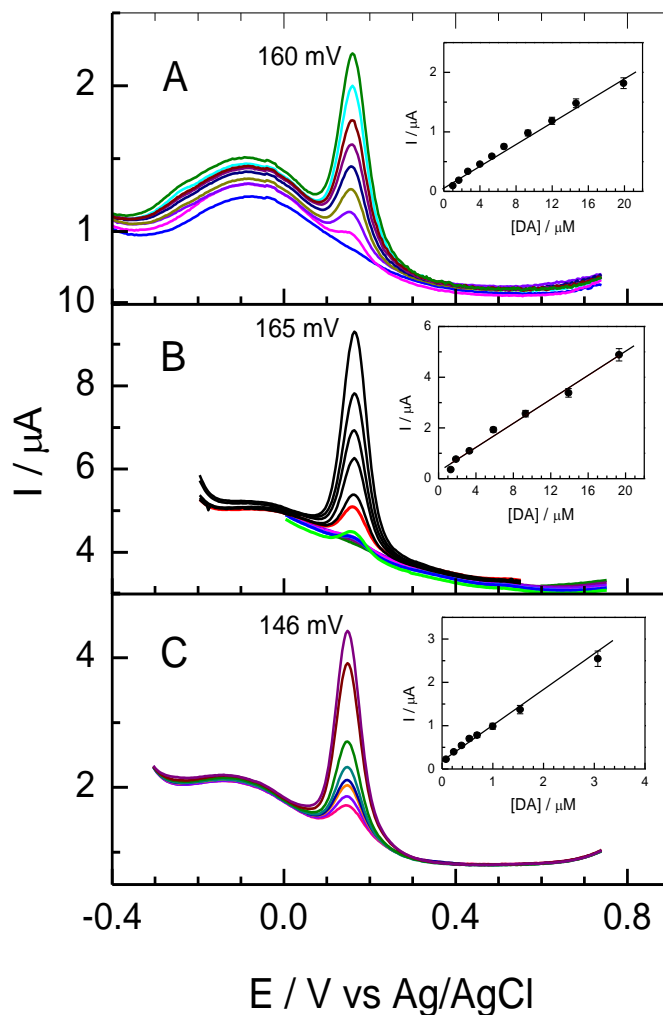 A
160 mV
2
1
I / μA
2
1
0
0 4 8 12 16 20
[DA] / μM
B
165 mV
10
8
6
4
I / μA
6
4
2
0
0 4 8 12 16 20
[DA] / μM
C
146 mV
4
2
I / μA
3
2
1
0
0 1 2 3 4
[DA] / μM
I / μA
-0.4 0.0 0.4 0.8
E / V vs Ag/AgCl